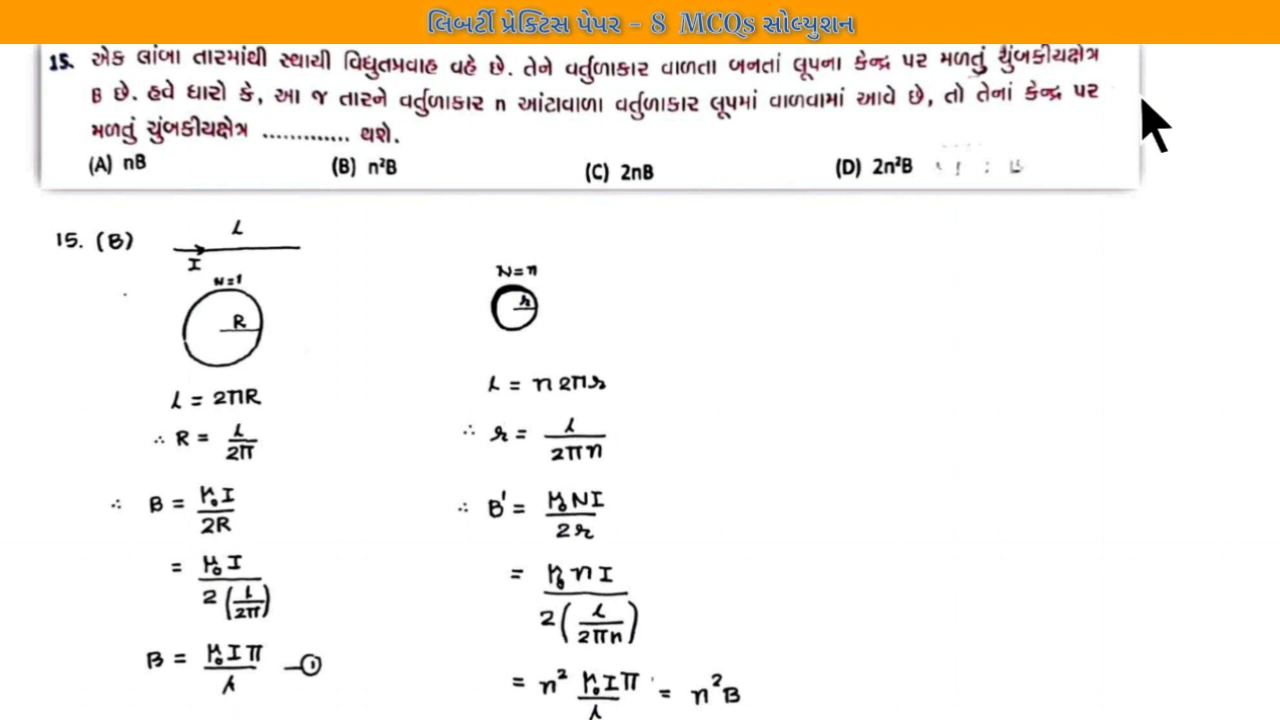 લિબર્ટી પ્રેક્ટિસ પેપર - 8 MCQs સોલ્યુશન
15. એક લાંબા તારમાંથી સ્થાયી વિદ્યુતપ્રવાહ વહે છે. તેને વર્તુળાકાર વાળતા બનતાં લૂપના કેન્દ્ર પર મળતું ચુંબકીયક્ષેત્ર
B છે. હવે ધારો કે, આ જ તારને વર્તુળાકાર n આંટાવાળા વર્તુળાકાર લૂપમાં વાળવામાં આવે છે, તો તેનાં કેન્દ્ર પર
મળતું ચુંબકીયક્ષેત્ર ............. થશે.
(A) nB (B) n²B (C) 2nB (D) 2n²B
15. (B)
L
I
N=1
R
L = 2πR
∴ R = L/2π
∴ B = μ₀I/2R
= μ₀I/2(L/2π)
B = μ₀Iπ/L —①
N=n
r
L = n2πr
∴ r = L/2πn
∴ B' = μ₀NI/2r
= μ₀nI/2(L/2πn)
= n² μ₀Iπ/L = n²B